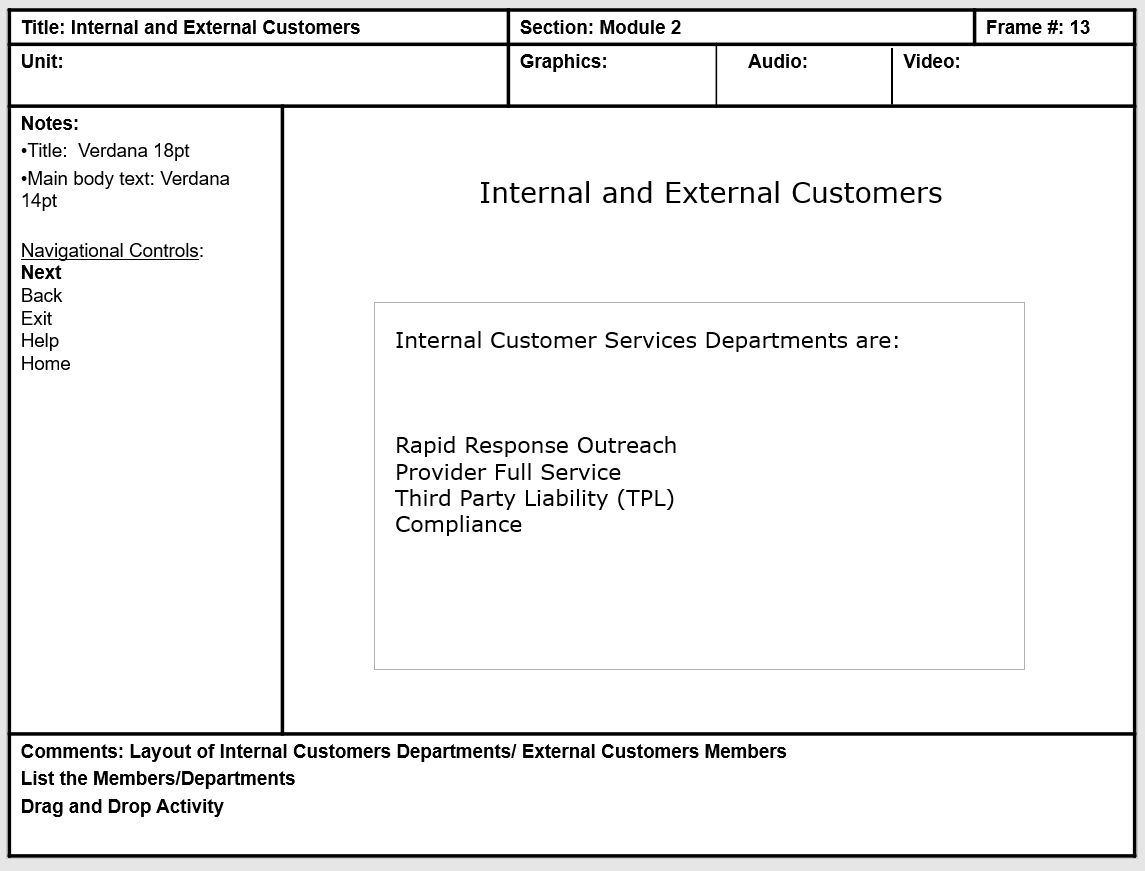 Title: Internal and External Customers
Section: Module 2
Frame #: 13
Unit:
Graphics:
Audio:
Video:
Notes:
•Title:  Verdana 18pt
•Main body text: Verdana
14pt
Navigational Controls:
Next
Back
Exit
Help
Home
Internal and External Customers
Internal Customer Services Departments are:
Rapid Response Outreach
Provider Full Service
Third Party Liability (TPL)
Compliance
Comments: Layout of Internal Customers Departments/ External Customers Members
List the Members/Departments
Drag and Drop Activity